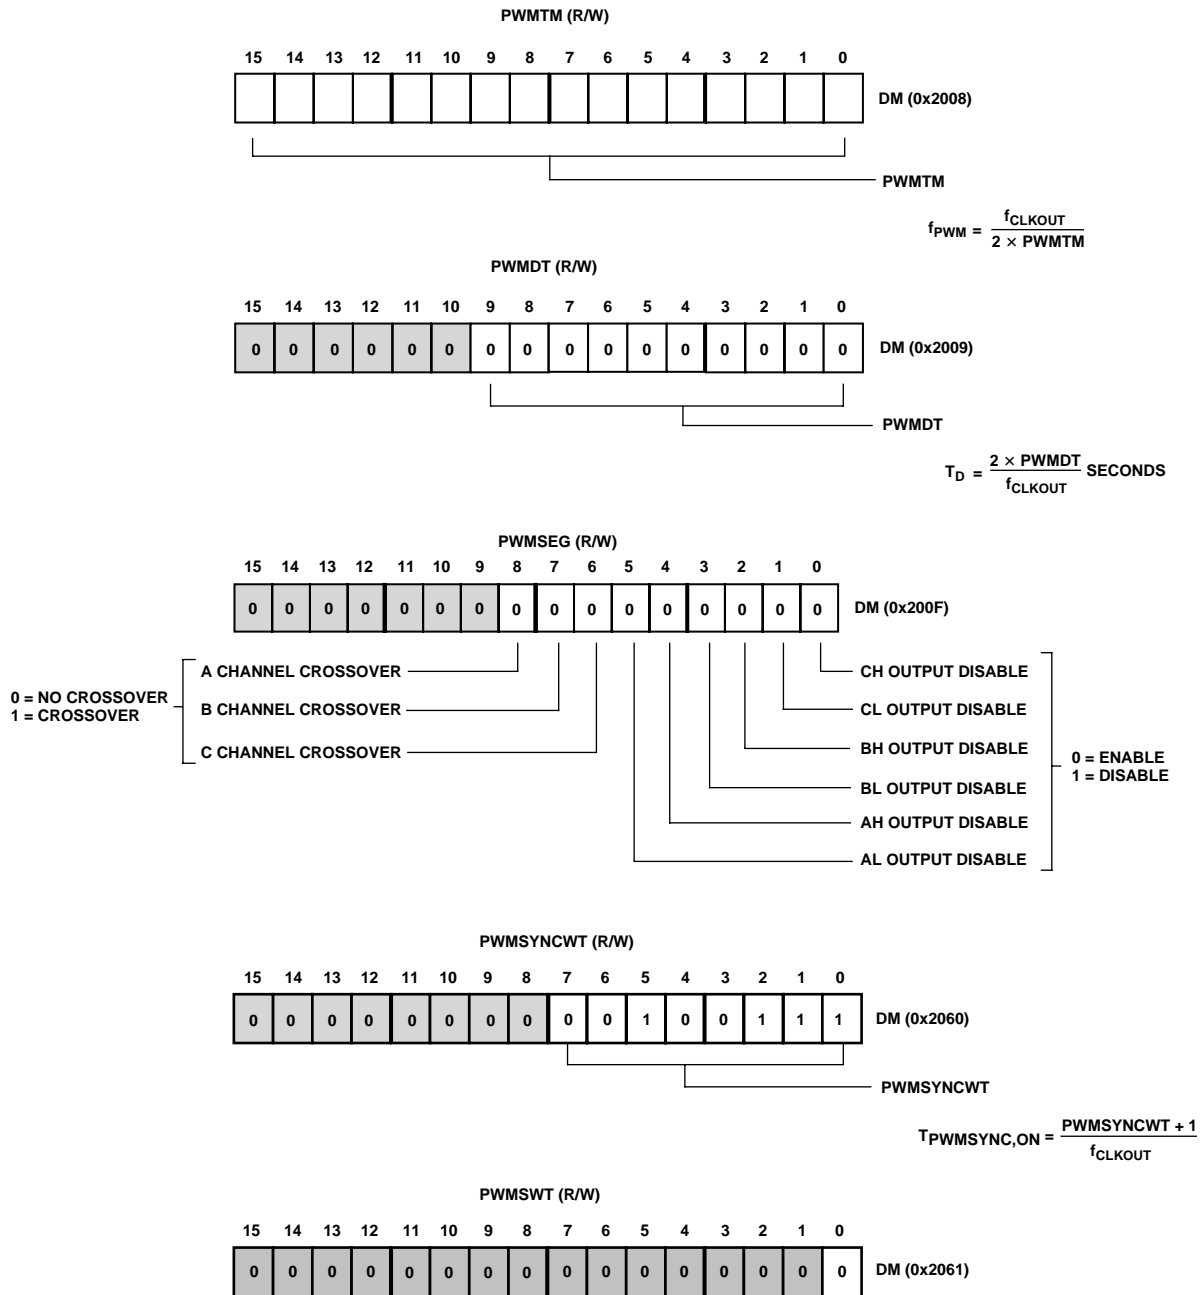 PWMTM (R/W)
15 14 13 12 11 10 9 8 7 6 5 4 3 2 1 0
DM (0x2008)
PWMTM
fPWM = fCLKOUT / 2 × PWMTM
PWMDT (R/W)
15 14 13 12 11 10 9 8 7 6 5 4 3 2 1 0
0 0 0 0 0 0 0 0 0 0 0 0 0 0 0 0 DM (0x2009)
PWMDT
TD = 2 × PWMDT / fCLKOUT SECONDS
PWMSEG (R/W)
15 14 13 12 11 10 9 8 7 6 5 4 3 2 1 0
0 0 0 0 0 0 0 0 0 0 0 0 0 0 0 0 DM (0x200F)
A CHANNEL CROSSOVER
B CHANNEL CROSSOVER
C CHANNEL CROSSOVER
0 = NO CROSSOVER
1 = CROSSOVER
CH OUTPUT DISABLE
CL OUTPUT DISABLE
BH OUTPUT DISABLE
BL OUTPUT DISABLE
AH OUTPUT DISABLE
AL OUTPUT DISABLE
0 = ENABLE
1 = DISABLE
PWMSYNCWT (R/W)
15 14 13 12 11 10 9 8 7 6 5 4 3 2 1 0
0 0 0 0 0 0 0 0 0 0 1 0 0 1 1 1 DM (0x2060)
PWMSYNCWT
TPWMSYNC,ON = PWMSYNCWT + 1 / fCLKOUT
PWMSWT (R/W)
15 14 13 12 11 10 9 8 7 6 5 4 3 2 1 0
0 0 0 0 0 0 0 0 0 0 0 0 0 0 0 0 DM (0x2061)